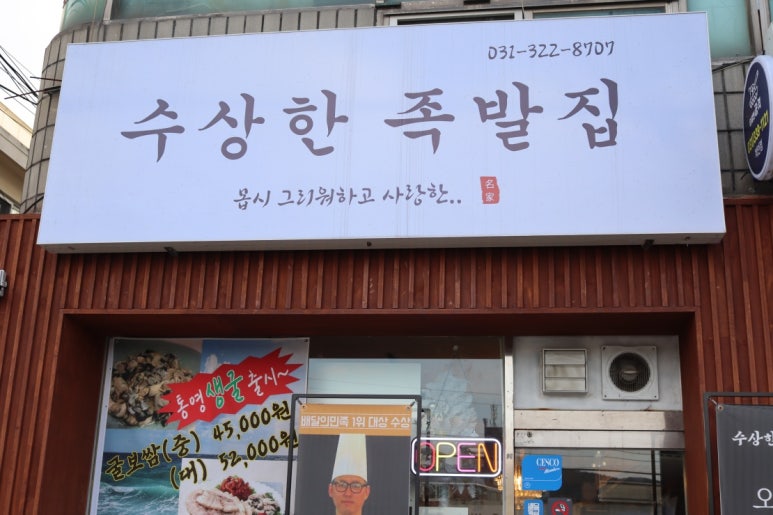 031-322-8707
수상한 족발집
몹시 그리워하고 사랑한..
名家
통영생굴출시~
굴보쌈(중) 45,000원
(대) 52,000원
배달의민족 1위 대상 수상
OPEN
CESCO
수상한
오